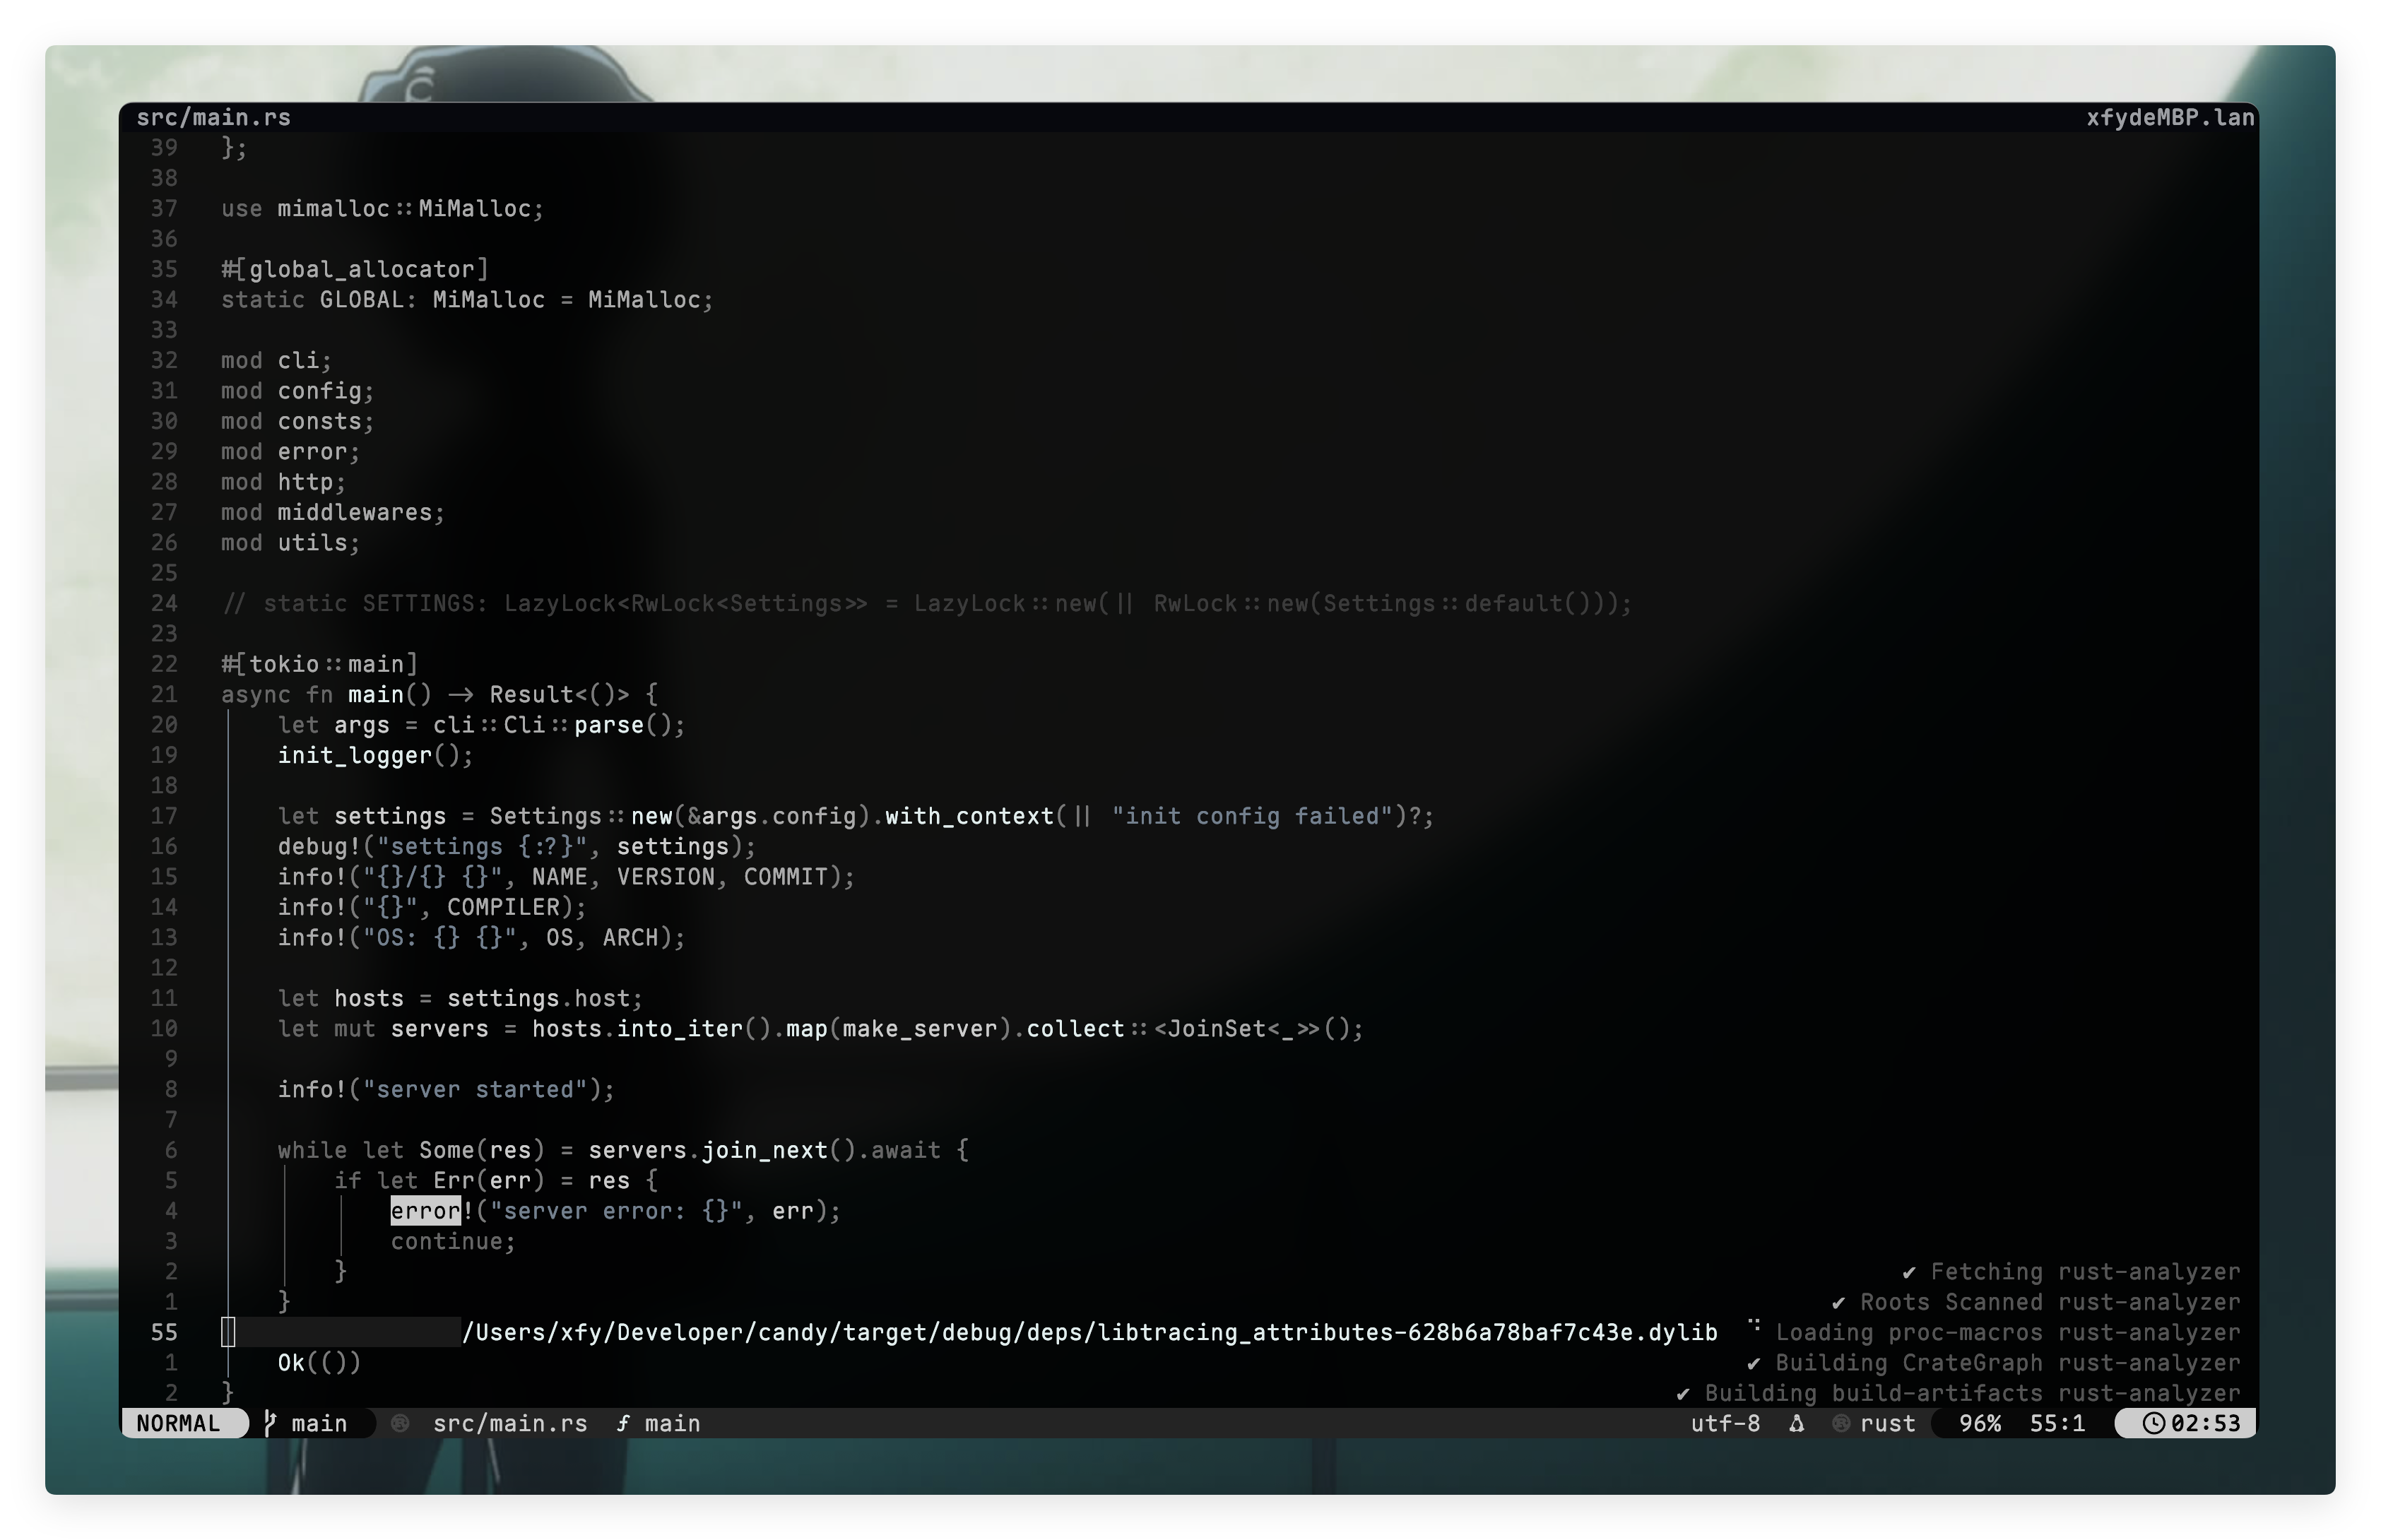 src/main.rs xfydeMBP.lan
39 };
38
37 use mimalloc::MiMalloc;
36
35 #[global_allocator]
34 static GLOBAL: MiMalloc = MiMalloc;
33
32 mod cli;
31 mod config;
30 mod consts;
29 mod error;
28 mod http;
27 mod middlewares;
26 mod utils;
25
24 // static SETTINGS: LazyLock<RwLock<Settings>> = LazyLock::new(|| RwLock::new(Settings::default()));
23
22 #[tokio::main]
21 async fn main() -> Result<()> {
20 let args = cli::Cli::parse();
19 init_logger();
18
17 let settings = Settings::new(&args.config).with_context(|| "init config failed")?;
16 debug!("settings {:?}", settings);
15 info!("{}/{} {}", NAME, VERSION, COMMIT);
14 info!("{}", COMPILER);
13 info!("OS: {} {}", OS, ARCH);
12
11 let hosts = settings.host;
10 let mut servers = hosts.into_iter().map(make_server).collect::<JoinSet<_>>();
9
8 info!("server started");
7
6 while let Some(res) = servers.join_next().await {
5 if let Err(err) = res {
4 error!("server error: {}", err);
3 continue;
2 } ✔ Fetching rust-analyzer
1 } ✔ Roots Scanned rust-analyzer
55 /Users/xfy/Developer/candy/target/debug/deps/libtracing_attributes-628b6a78baf7c43e.dylib Loading proc-macros rust-analyzer
1 Ok(()) ✔ Building CrateGraph rust-analyzer
2 } ✔ Building build-artifacts rust-analyzer
NORMAL main src/main.rs f main utf-8 rust 96% 55:1 02:53